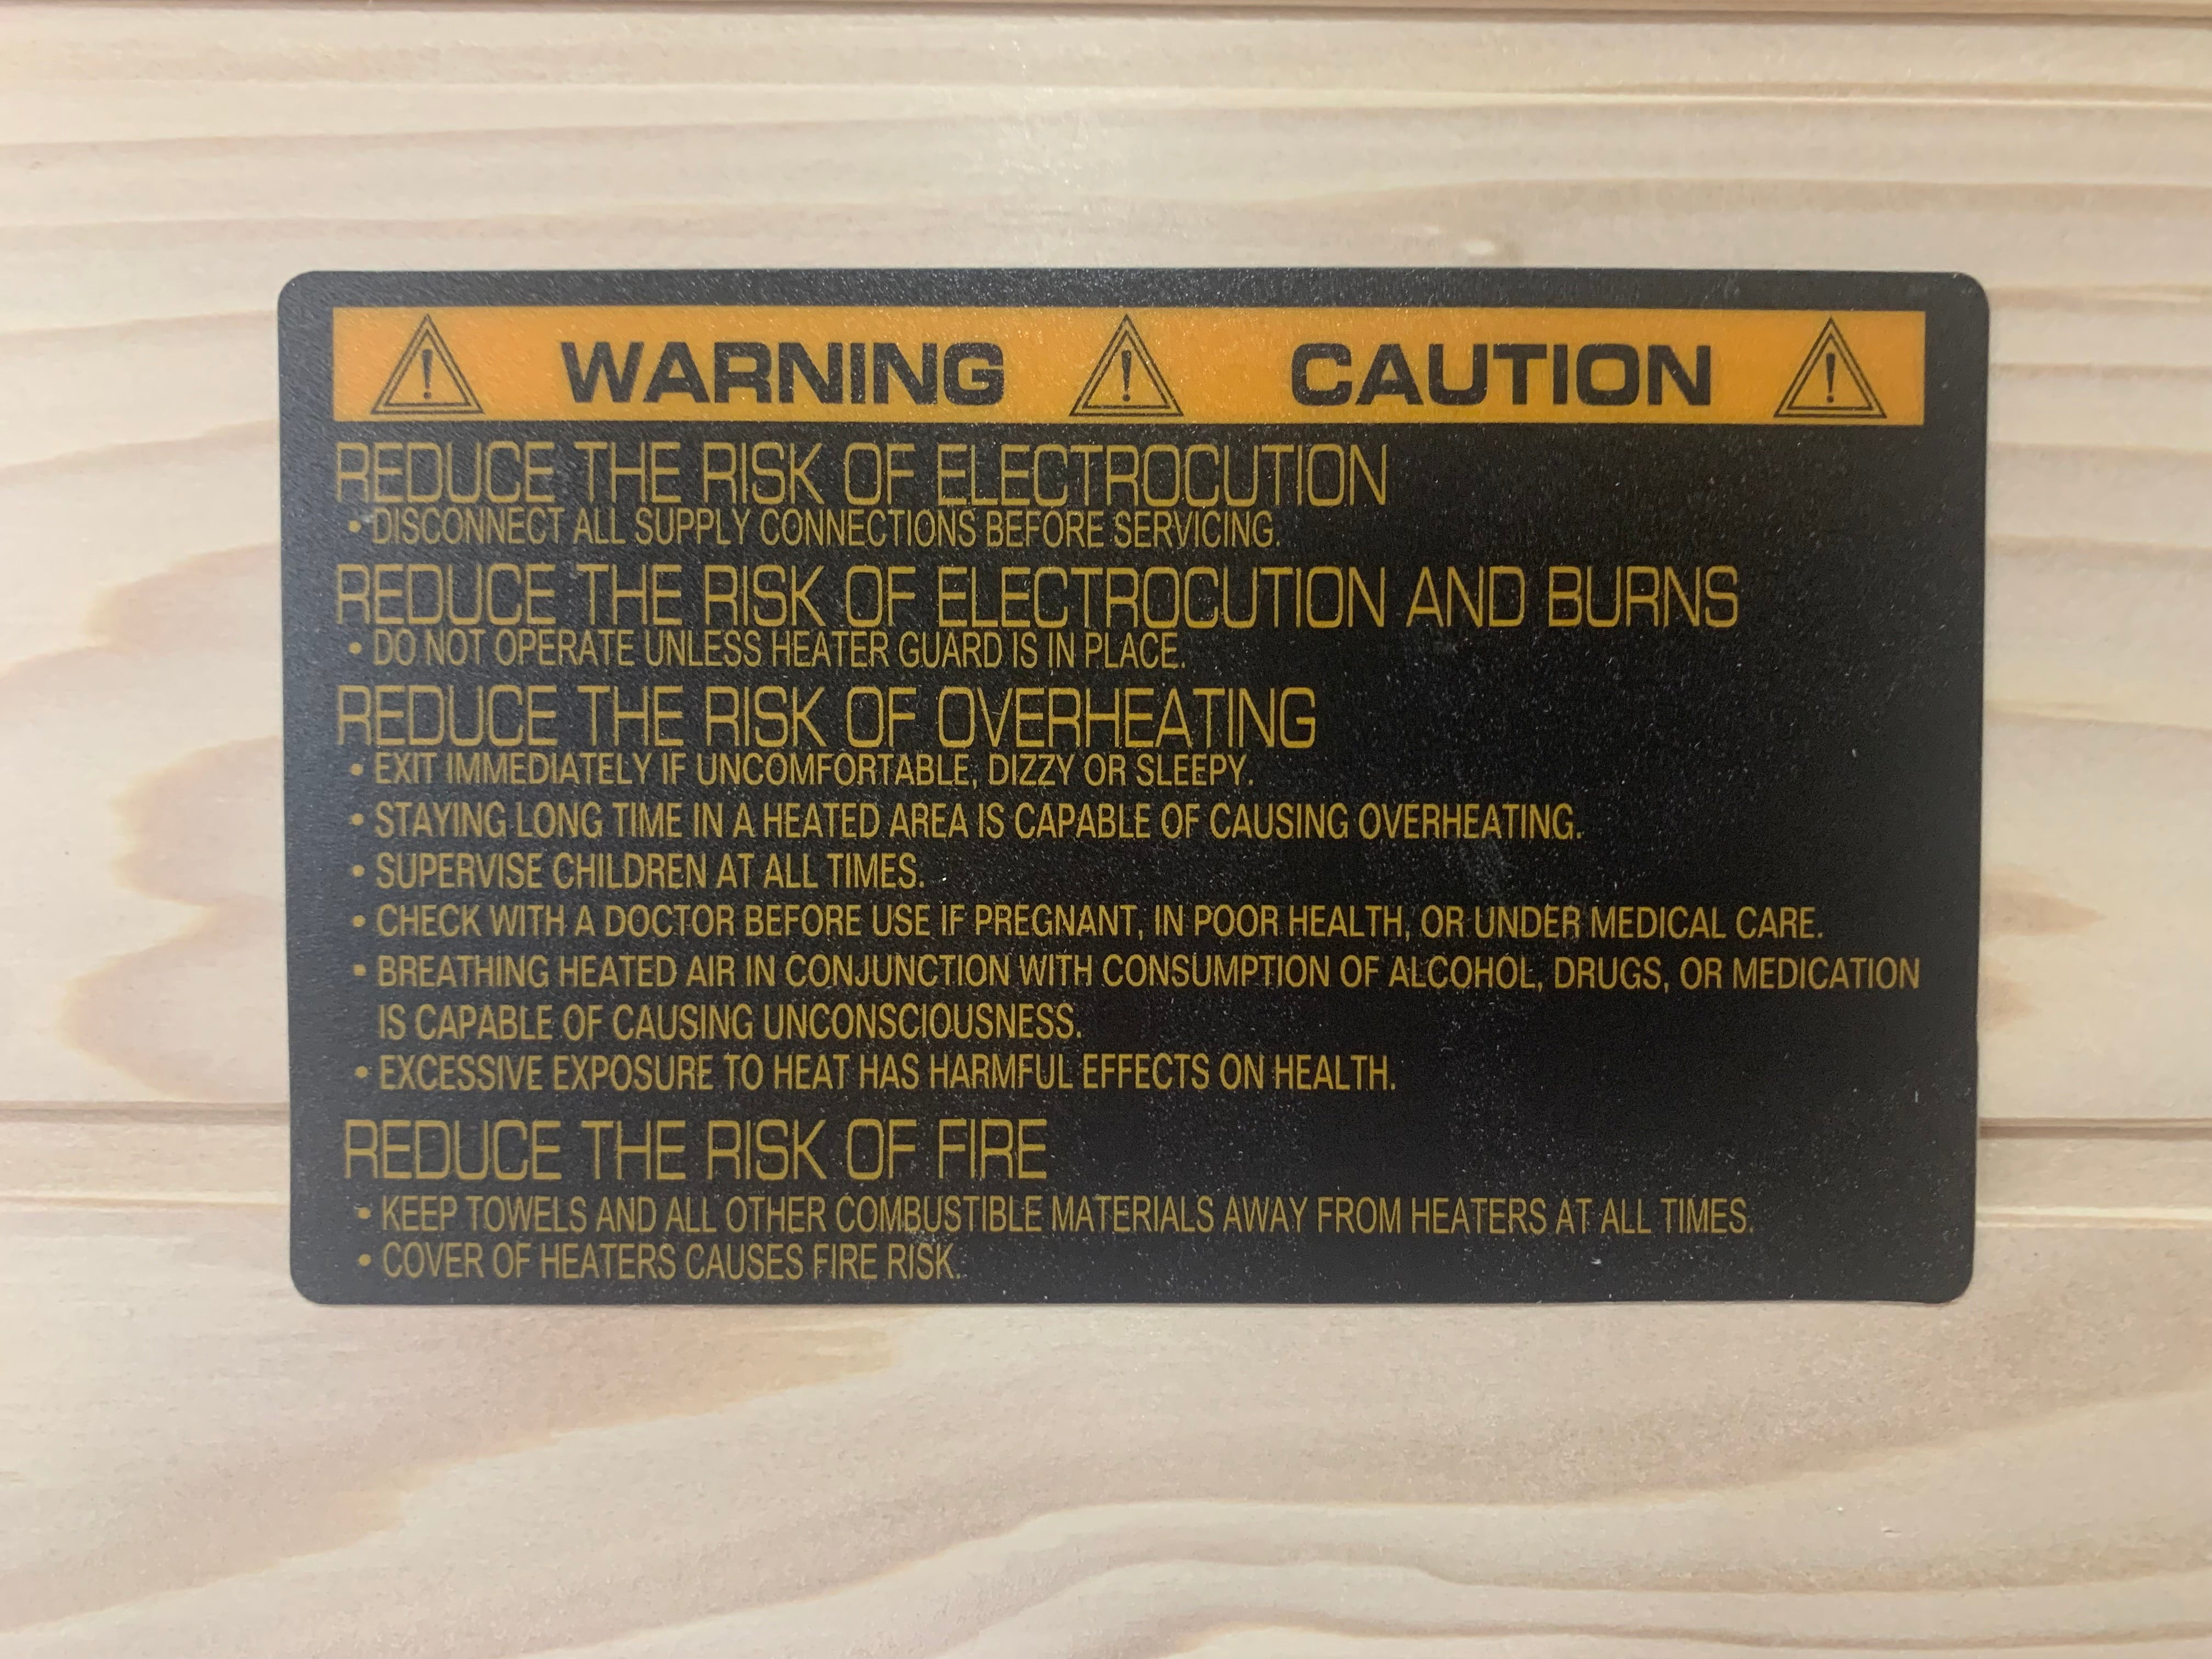 WARNING CAUTION
REDUCE THE RISK OF ELECTROCUTION
• DISCONNECT ALL SUPPLY CONNECTIONS BEFORE SERVICING.
REDUCE THE RISK OF ELECTROCUTION AND BURNS
• DO NOT OPERATE UNLESS HEATER GUARD IS IN PLACE.
REDUCE THE RISK OF OVERHEATING
• EXIT IMMEDIATELY IF UNCOMFORTABLE, DIZZY OR SLEEPY.
• STAYING LONG TIME IN A HEATED AREA IS CAPABLE OF CAUSING OVERHEATING.
• SUPERVISE CHILDREN AT ALL TIMES.
• CHECK WITH A DOCTOR BEFORE USE IF PREGNANT, IN POOR HEALTH, OR UNDER MEDICAL CARE.
• BREATHING HEATED AIR IN CONJUNCTION WITH CONSUMPTION OF ALCOHOL, DRUGS, OR MEDICATION
IS CAPABLE OF CAUSING UNCONSCIOUSNESS.
• EXCESSIVE EXPOSURE TO HEAT HAS HARMFUL EFFECTS ON HEALTH.
REDUCE THE RISK OF FIRE
• KEEP TOWELS AND ALL OTHER COMBUSTIBLE MATERIALS AWAY FROM HEATERS AT ALL TIMES.
• COVER OF HEATERS CAUSES FIRE RISK.